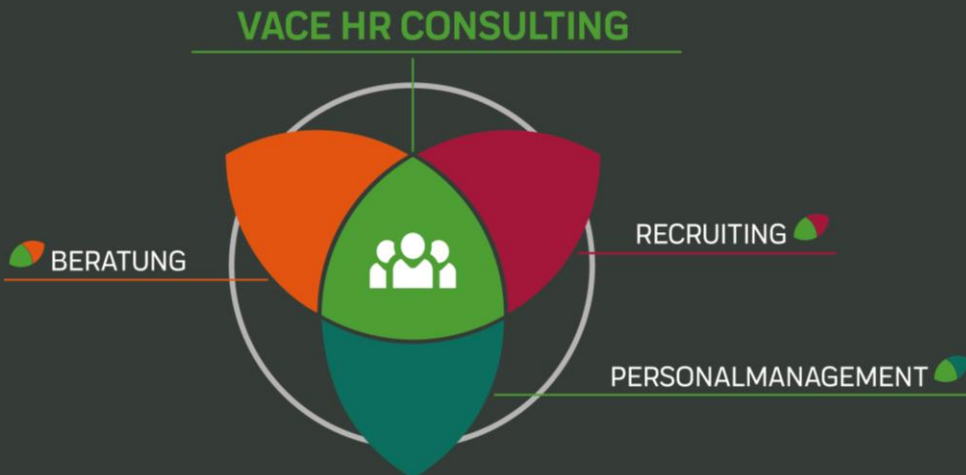 VACE HR CONSULTING
RECRUITING
BERATUNG
PERSONALMANAGEMENT